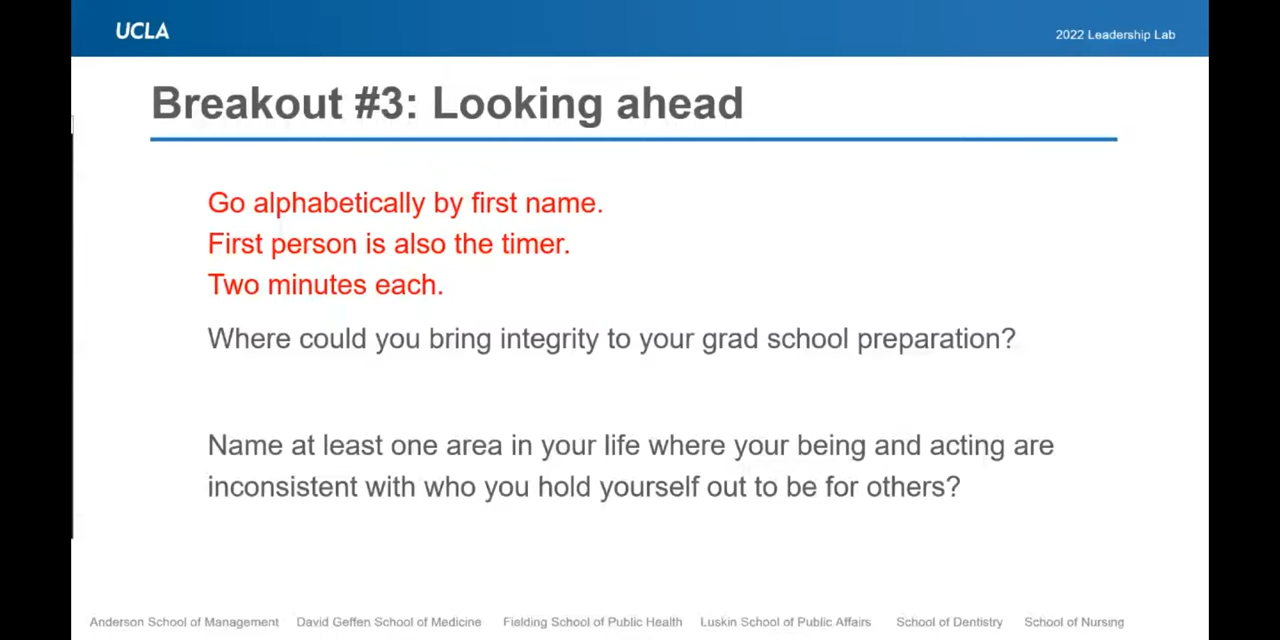 UCLA
2022 Leadership Lab
Breakout #3: Looking ahead
Go alphabetically by first name.
First person is also the timer.
Two minutes each.
Where could you bring integrity to your grad school preparation?
Name at least one area in your life where your being and acting are
inconsistent with who you hold yourself out to be for others?
Anderson School of Management David Geffen School of Medicine Fielding School of Public Health Luskin School of Public Affairs School of Dentistry School of Nursing